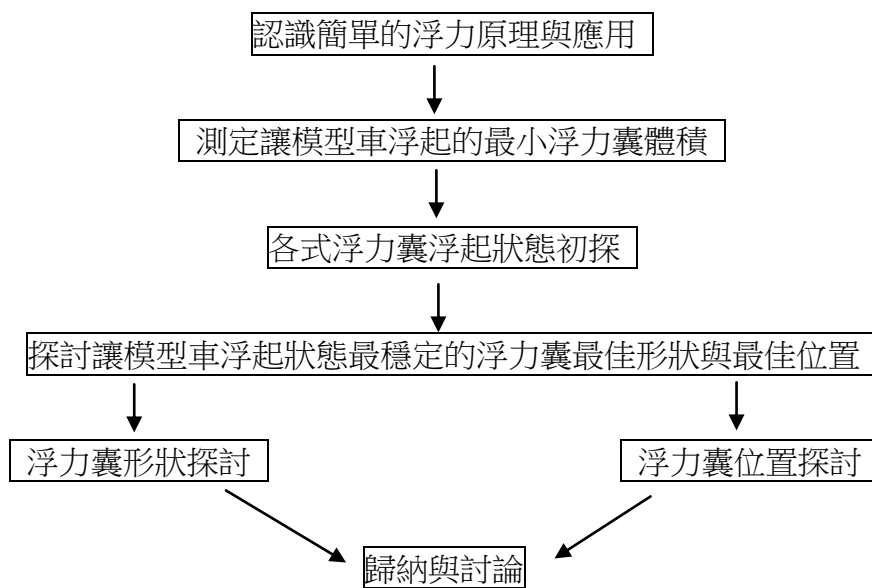 認識簡單的浮力原理與應用
測定讓模型車浮起的最小浮力囊體積
各式浮力囊浮起狀態初探
探討讓模型車浮起狀態最穩定的浮力囊最佳形狀與最佳位置
浮力囊形狀探討
浮力囊位置探討
歸納與討論